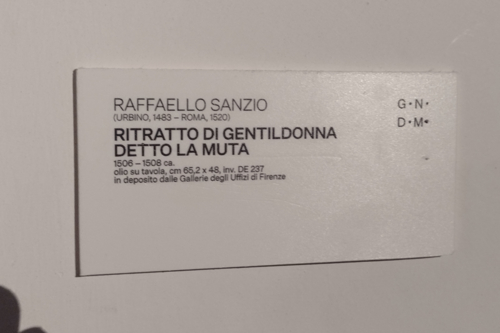 RAFFAELLO SANZIO
(URBINO, 1483 – ROMA, 1520)
RITRATTO DI GENTILDONNA
DETTO LA MUTA
1506 – 1508 ca.
olio su tavola, cm 65,2 x 48, inv. DE 237
in deposito dalle Gallerie degli Uffizi di Firenze
G•N•
D•M•